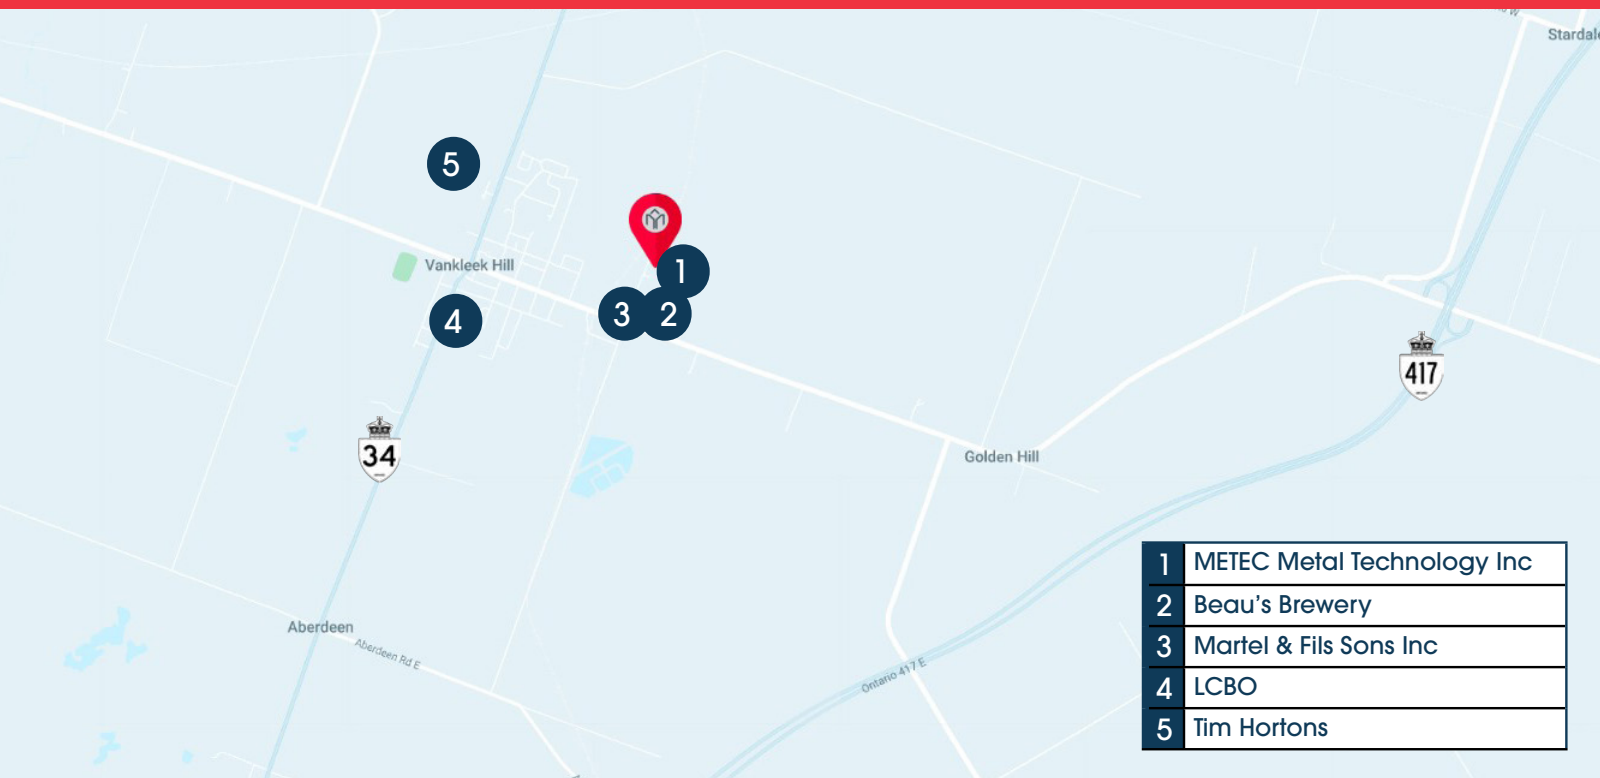 Stardale
5
1
Vankleek Hill
3
2
4
417
34
Golden Hill
1 METEC Metal Technology Inc
2 Beau's Brewery
3 Martel & Fils Sons Inc
4 LCBO
5 Tim Hortons
Aberdeen
Aberdeen Rd E
Ontario 417 E